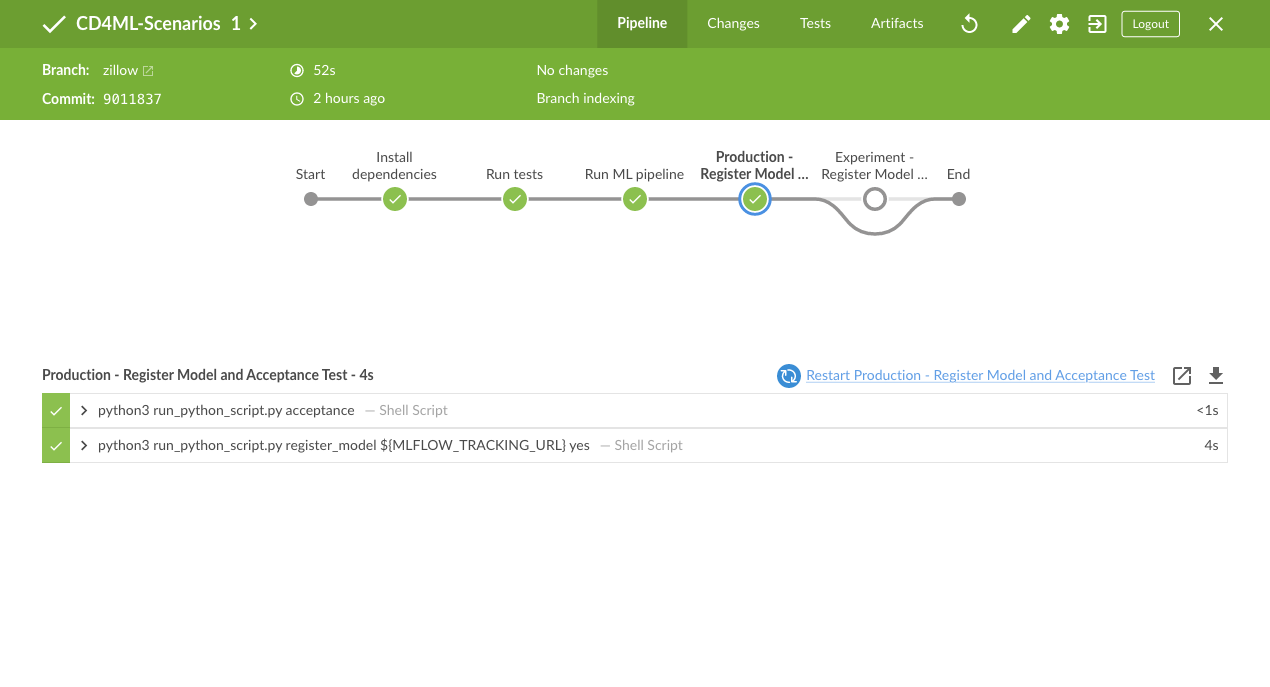 CD4ML-Scenarios 1
Pipeline
Changes
Tests
Artifacts
Logout
Branch: zillow
52s
No changes
Commit: 9011837
2 hours ago
Branch indexing
Start
Install
dependencies
Run tests
Run ML pipeline
Production -
Register Model ...
Experiment -
Register Model ...
End
Production - Register Model and Acceptance Test - 4s
Restart Production - Register Model and Acceptance Test
python3 run_python_script.py acceptance — Shell Script <1s
python3 run_python_script.py register_model ${MLFLOW_TRACKING_URL} yes — Shell Script 4s